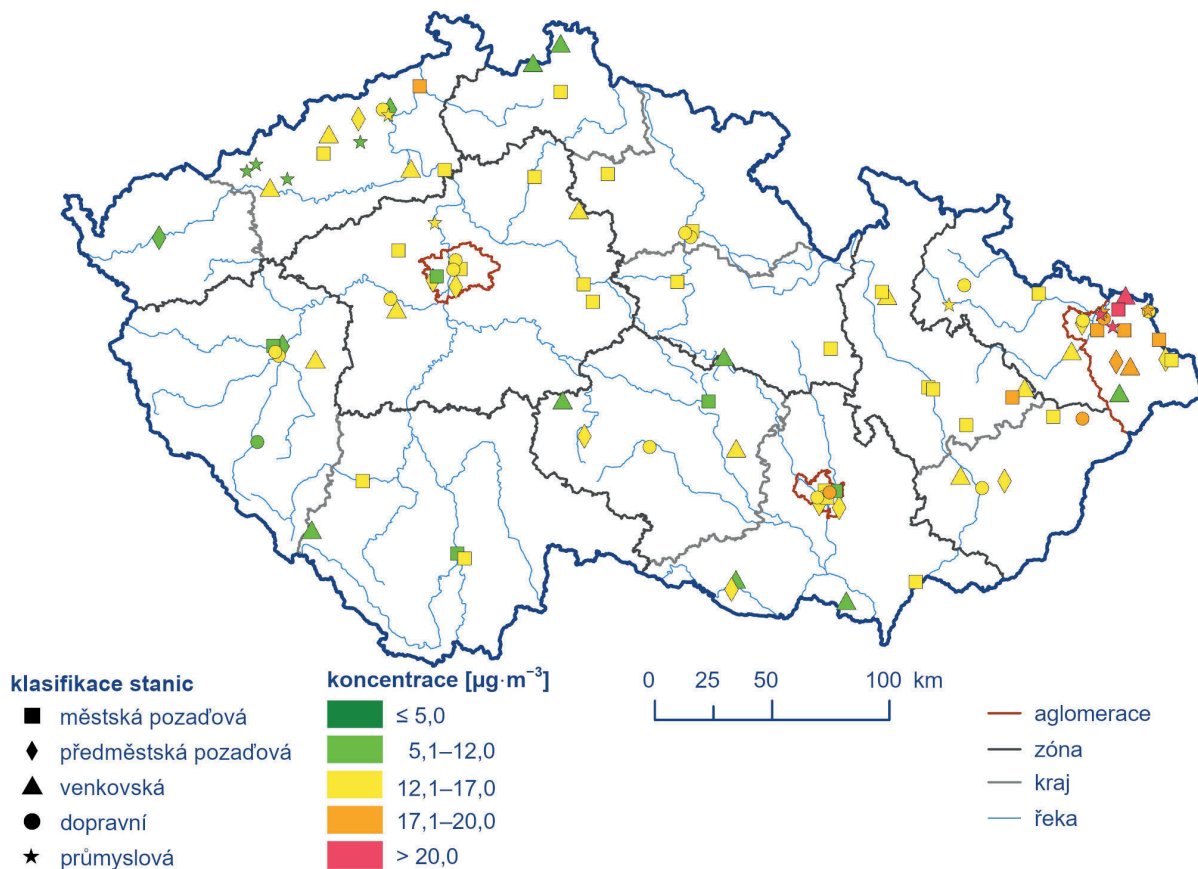 klasifikace stanic
městská pozaďová
předměstská pozaďová
venkovská
dopravní
průmyslová
koncentrace [µg·m⁻³]
≤ 5,0
5,1–12,0
12,1–17,0
17,1–20,0
> 20,0
0 25 50 100 km
aglomerace
zóna
kraj
řeka